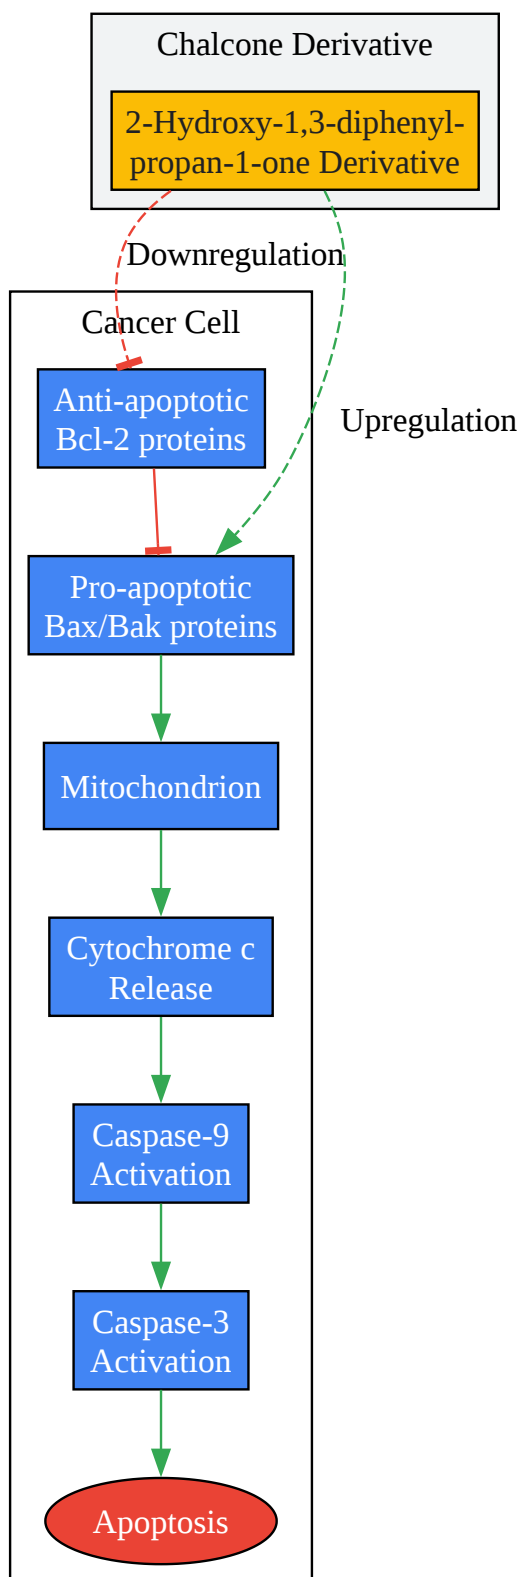 Chalcone Derivative
2-Hydroxy-1,3-diphenyl-
propan-1-one Derivative
Downregulation
Cancer Cell
Anti-apoptotic
Bcl-2 proteins
Upregulation
Pro-apoptotic
Bax/Bak proteins
Mitochondrion
Cytochrome c
Release
Caspase-9
Activation
Caspase-3
Activation
Apoptosis